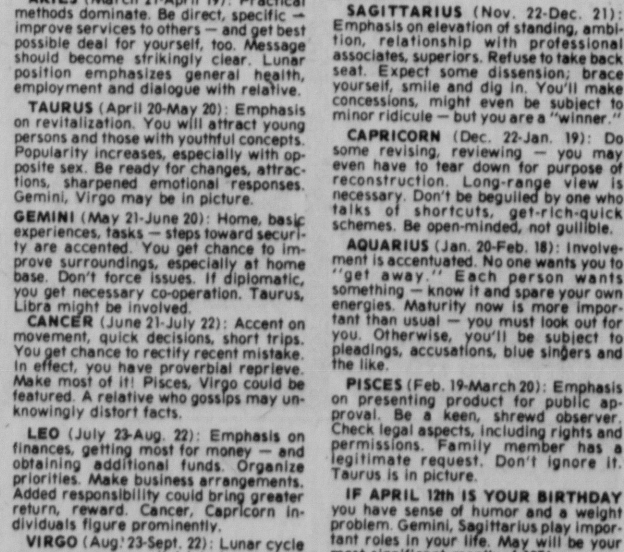 ARIES (March 21-April 19): Practical
methods dominate. Be direct, specific —
improve services to others — and get best
possible deal for yourself, too. Message
should become strikingly clear. Lunar
position emphasizes general health,
employment and dialogue with relative.
TAURUS (April 20-May 20): Emphasis
on revitalization. You will attract young
persons and those with youthful concepts.
Popularity increases, especially with op-
posite sex. Be ready for changes, attrac-
tions, sharpened emotional responses.
Gemini, Virgo may be in picture.
GEMINI (May 21-June 20): Home, basic
experiences, tasks — steps toward securi-
ty are accented. You get chance to im-
prove surroundings, especially at home
base. Don't force issues. If diplomatic,
you get necessary co-operation. Taurus,
Libra might be involved.
CANCER (June 21-July 22): Accent on
movement, quick decisions, short trips.
You get chance to rectify recent mistake.
In effect, you have proverbial reprieve.
Make most of it! Pisces, Virgo could be
featured. A relative who gossips may un-
knowingly distort facts.
LEO (July 23-Aug. 22): Emphasis on
finances, getting most for money — and
obtaining additional funds. Organize
priorities. Make business arrangements.
Added responsibility could bring greater
return, reward. Cancer, Capricorn in-
dividuals figure prominently.
VIRGO (Aug. 23-Sept. 22): Lunar cycle
SAGITTARIUS (Nov. 22-Dec. 21):
Emphasis on elevation of standing, ambi-
tion, relationship with professional
associates, superiors. Refuse to take back
seat. Expect some dissension; brace
yourself, smile and dig in. You'll make
concessions, might even be subject to
minor ridicule — but you are a "winner."
CAPRICORN (Dec. 22-Jan. 19): Do
some revising, reviewing — you may
even have to tear down for purpose of
reconstruction. Long-range view is
necessary. Don't be beguiled by one who
talks of shortcuts, get-rich-quick
schemes. Be open-minded, not gullible.
AQUARIUS (Jan. 20-Feb. 18): Involve-
ment is accentuated. No one wants you to
"get away." Each person wants
something — know it and spare your own
energies. Maturity now is more impor-
tant than usual — you must look out for
you. Otherwise, you'll be subject to
pleadings, accusations, blue singers and
the like.
PISCES (Feb. 19-March 20): Emphasis
on presenting product for public ap-
proval. Be a keen, shrewd observer.
Check legal aspects, including rights and
permissions. Family member has a
legitimate request. Don't ignore it.
Taurus is in picture.
IF APRIL 12th IS YOUR BIRTHDAY
you have sense of humor and a weight
problem. Gemini, Sagittarius play impor-
tant roles in your life. May will be your